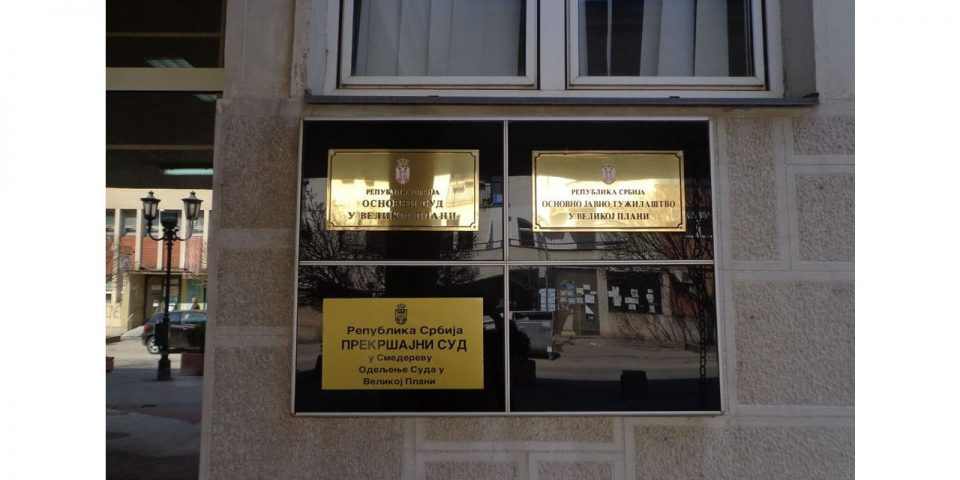 РЕПУБЛИКА СРБИЈА
ОСНОВНИ СУД
У ВЕЛИКОЈ ПЛАНИ
РЕПУБЛИКА СРБИЈА
ОСНОВНО ЈАВНО ТУЖИЛАШТВО
У ВЕЛИКОЈ ПЛАНИ
Република Србија
ПРЕКРШАЈНИ СУД
у Смедереву
Одељење Суда у
Великој Плани